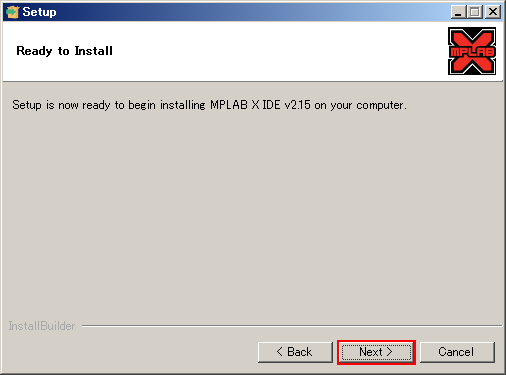 Setup
Ready to Install
MPLAB
Setup is now ready to begin installing MPLAB X IDE v2.15 on your computer.
InstallBuilder
< Back
Next >
Cancel